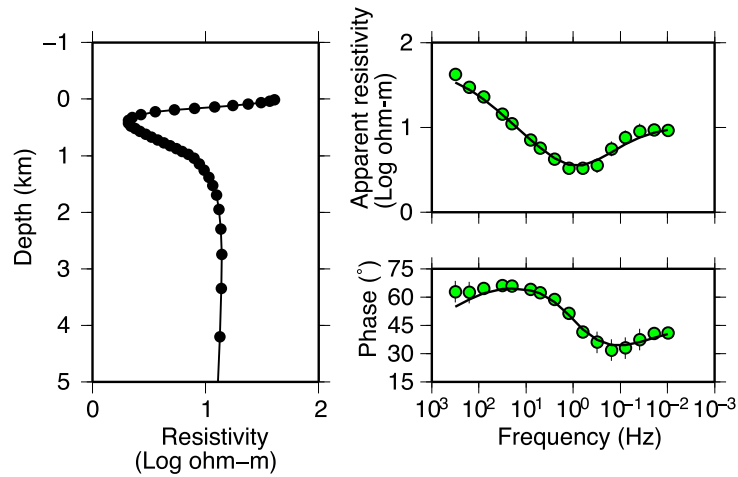 −1
0
1
2
3
4
5
Depth (km)
0
1
2
Resistivity
(Log ohm−m)
2
1
0
Apparent resistivity
(Log ohm-m)
75
60
45
30
15
Phase (°)
10³ 10² 10¹ 10⁰ 10⁻¹ 10⁻² 10⁻³
Frequency (Hz)